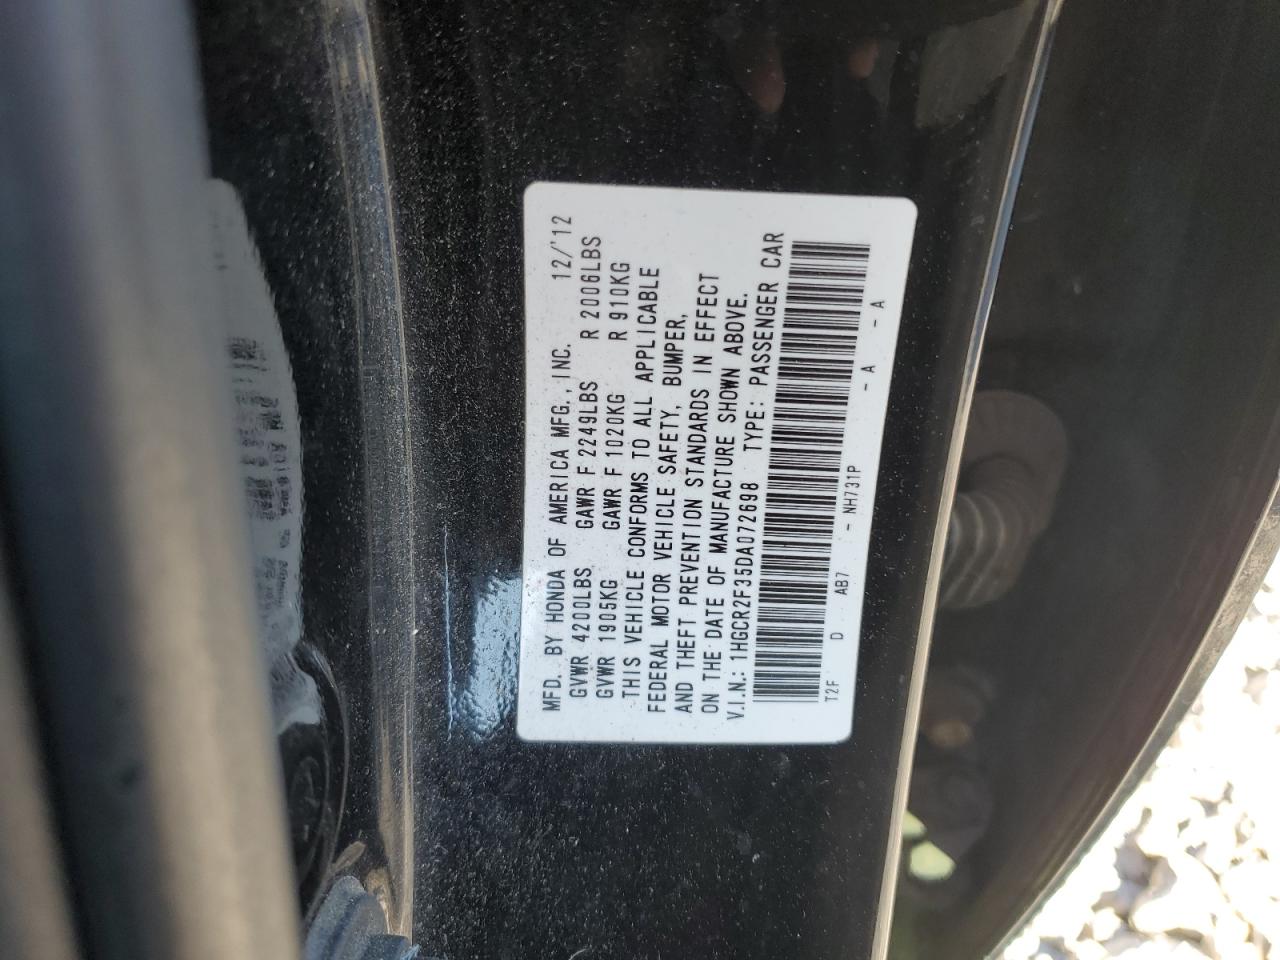 MFD. BY HONDA OF AMERICA MFG., INC. 12/'12
GVWR 4200LBS GAWR F 2249LBS R 2006LBS
GVWR 1905KG GAWR F 1020KG R 910KG
THIS VEHICLE CONFORMS TO ALL APPLICABLE
FEDERAL MOTOR VEHICLE SAFETY, BUMPER,
AND THEFT PREVENTION STANDARDS IN EFFECT
ON THE DATE OF MANUFACTURE SHOWN ABOVE.
V.I.N.: 1HGCR2F35DA072698 TYPE: PASSENGER CAR
T2F D AB7 - NH731P - A - A